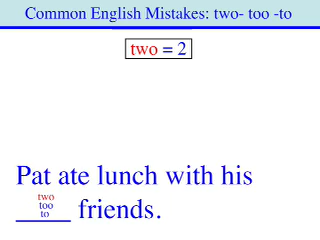 Common English Mistakes: two- too -to
two = 2
Pat ate lunch with his
two
too
to
____ friends.